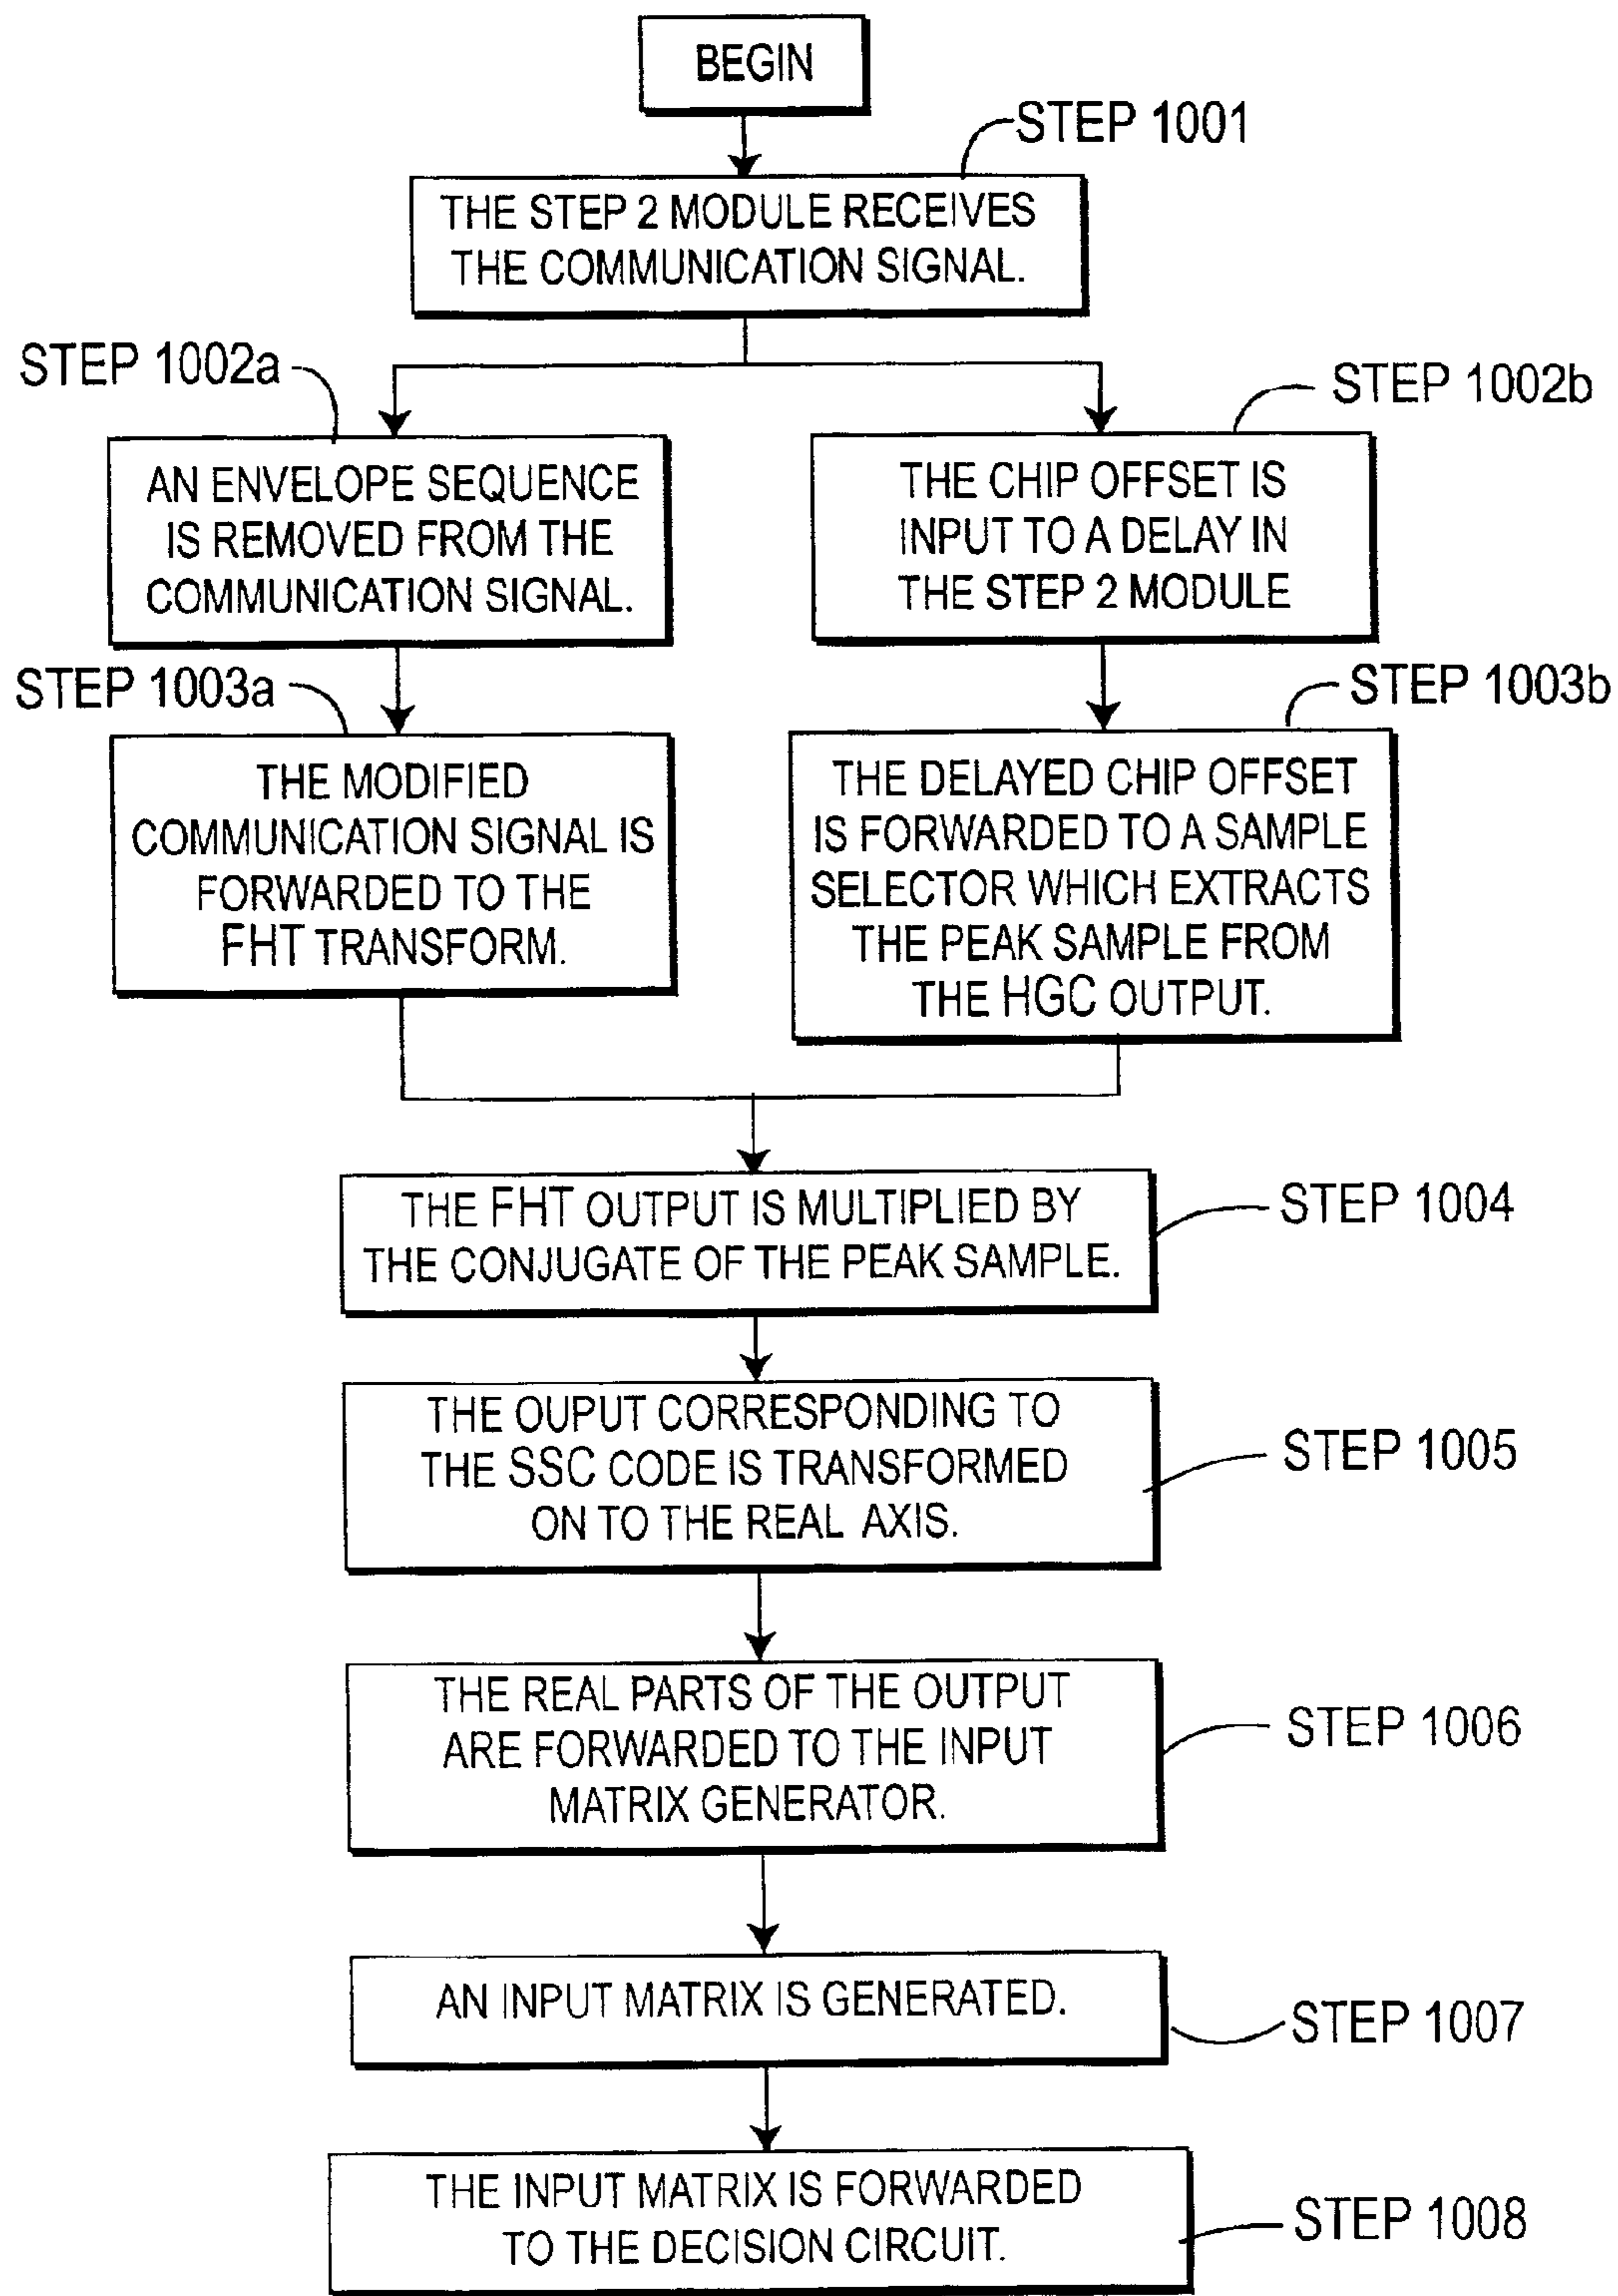 BEGIN
STEP 1001
THE STEP 2 MODULE RECEIVES
THE COMMUNICATION SIGNAL.
STEP 1002a
AN ENVELOPE SEQUENCE
IS REMOVED FROM THE
COMMUNICATION SIGNAL.
STEP 1002b
THE CHIP OFFSET IS
INPUT TO A DELAY IN
THE STEP 2 MODULE
STEP 1003a
THE MODIFIED
COMMUNICATION SIGNAL IS
FORWARDED TO THE
FHT TRANSFORM.
STEP 1003b
THE DELAYED CHIP OFFSET
IS FORWARDED TO A SAMPLE
SELECTOR WHICH EXTRACTS
THE PEAK SAMPLE FROM
THE HGC OUTPUT.
THE FHT OUTPUT IS MULTIPLIED BY
THE CONJUGATE OF THE PEAK SAMPLE.
STEP 1004
THE OUPUT CORRESPONDING TO
THE SSC CODE IS TRANSFORMED
ON TO THE REAL AXIS.
STEP 1005
THE REAL PARTS OF THE OUTPUT
ARE FORWARDED TO THE INPUT
MATRIX GENERATOR.
STEP 1006
AN INPUT MATRIX IS GENERATED.
STEP 1007
THE INPUT MATRIX IS FORWARDED
TO THE DECISION CIRCUIT.
STEP 1008